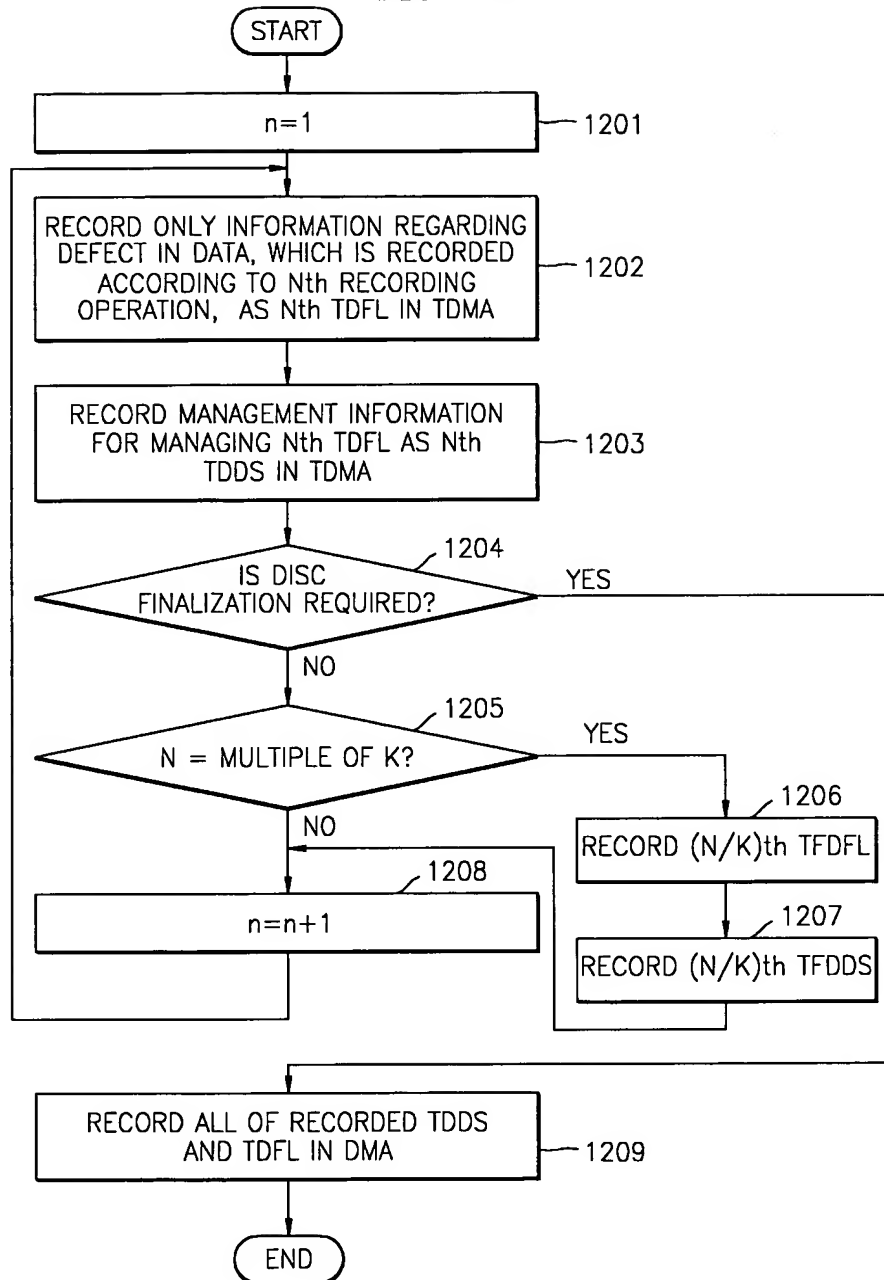 START
n=1
1201
RECORD ONLY INFORMATION REGARDING
DEFECT IN DATA, WHICH IS RECORDED
ACCORDING TO Nth RECORDING
OPERATION, AS Nth TDFL IN TDMA
1202
RECORD MANAGEMENT INFORMATION
FOR MANAGING Nth TDFL AS Nth
TDDS IN TDMA
1203
1204
IS DISC
FINALIZATION REQUIRED?
YES
NO
1205
N = MULTIPLE OF K?
YES
NO
1206
RECORD (N/K)th TFDFL
1207
RECORD (N/K)th TFDDS
1208
n=n+1
RECORD ALL OF RECORDED TDDS
AND TDFL IN DMA
1209
END